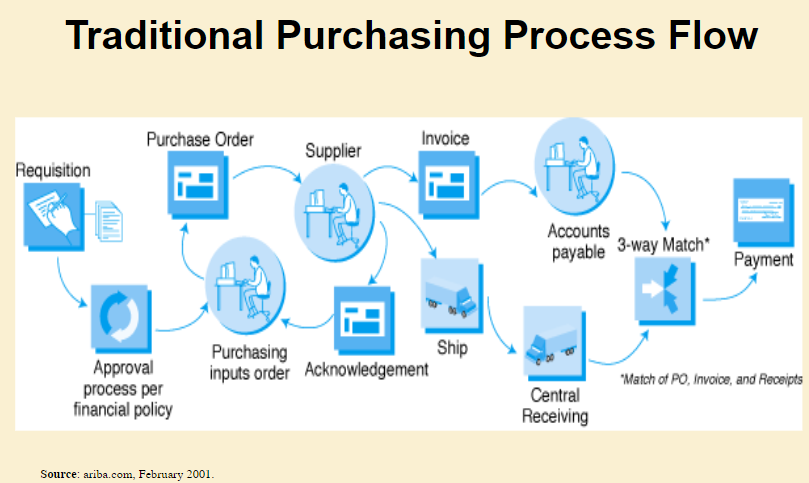 Traditional Purchasing Process Flow
Requisition
Purchase Order
Supplier
Invoice
Accounts
payable
3-way Match*
Payment
Approval
process per
financial policy
Purchasing
inputs order
Acknowledgement
Ship
Central
Receiving
*Match of PO, Invoice, and Receipts
Source: ariba.com, February 2001.